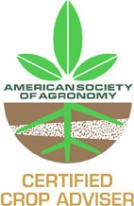 AMERICAN SOCIETY
OF AGRONOMY
CERTIFIED
CROP ADVISER